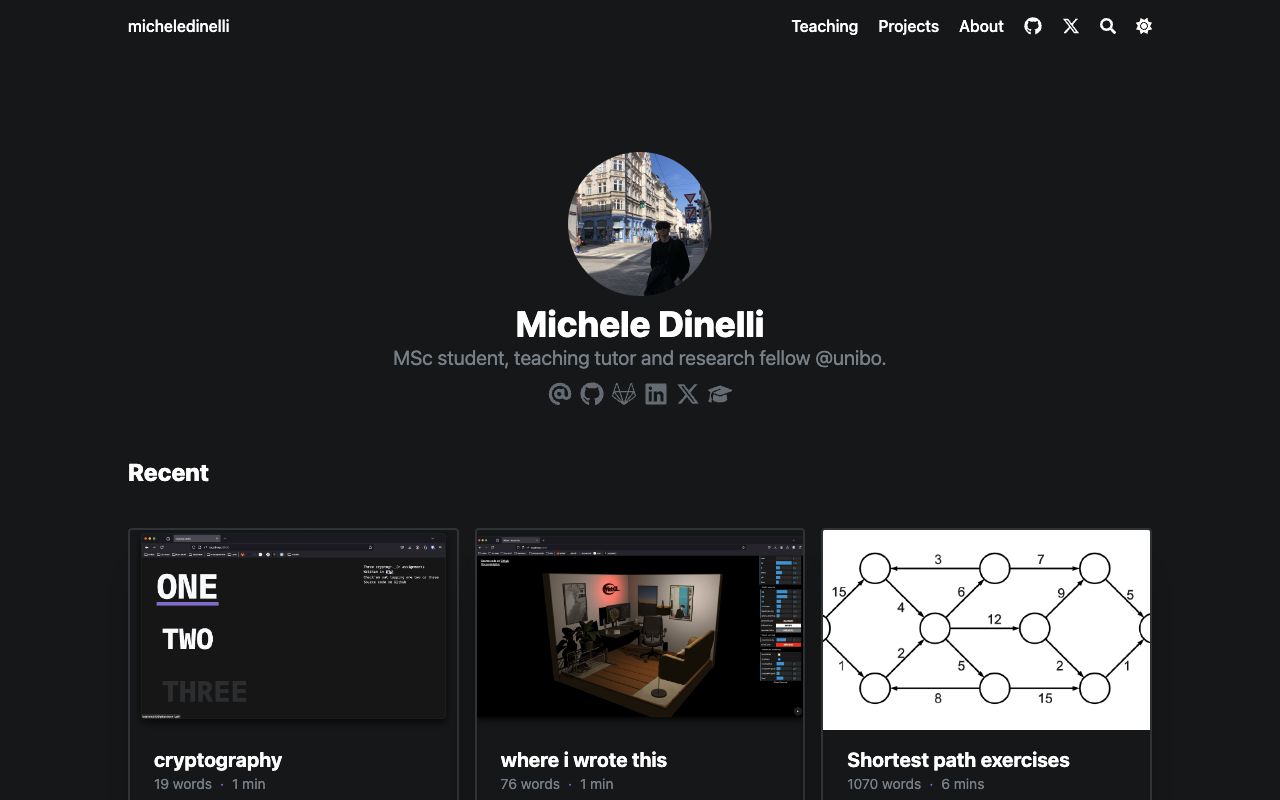 micheledinelli
Teaching Projects About
Michele Dinelli
MSc student, teaching tutor and research fellow @unibo.
Recent
ONE
TWO
THREE
3
7
15
4
6
9
5
12
1
2
5
2
1
8
15
cryptography
19 words · 1 min
where i wrote this
76 words · 1 min
Shortest path exercises
1070 words · 6 mins